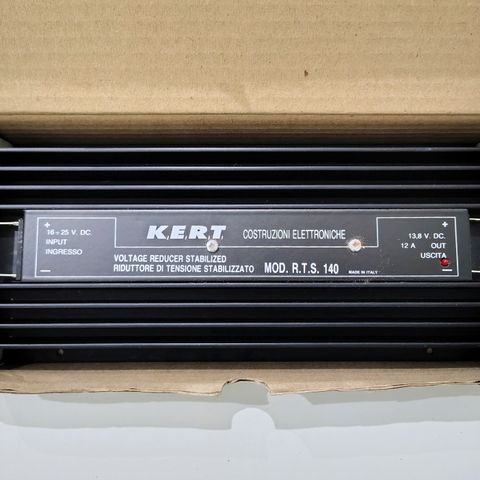 K.E.R.T. COSTRUZIONI ELETTRONICHE
+
16÷25 V. DC.
INPUT
INGRESSO
−
VOLTAGE REDUCER STABILIZED
RIDUTTORE DI TENSIONE STABILIZZATO MOD. R.T.S. 140
MADE IN ITALY
+
13,8 V. DC.
12 A OUT
USCITA
−